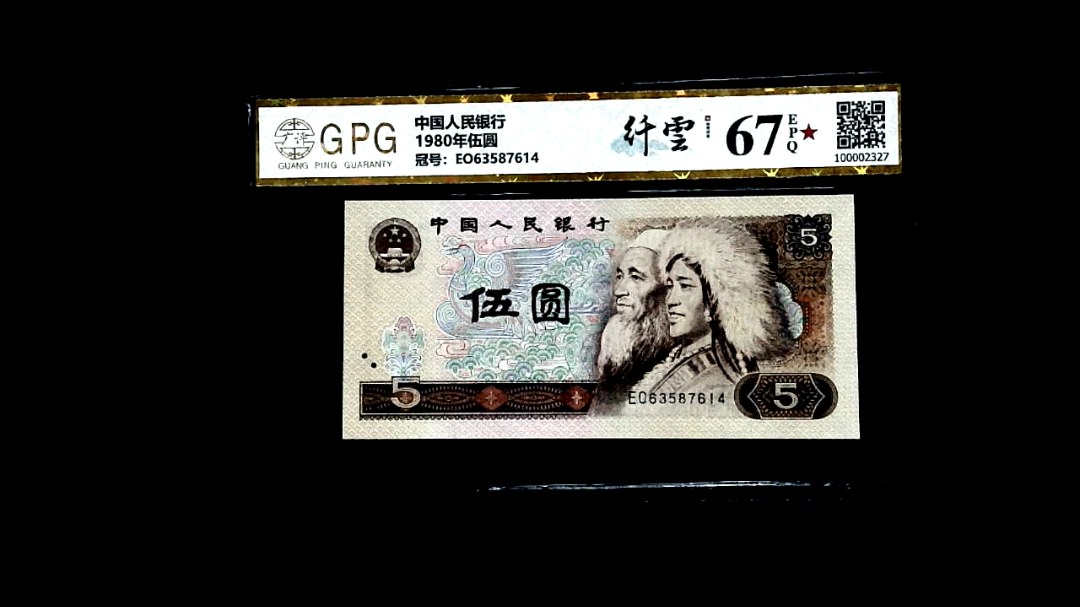 GPG
GUANG PING GUARANTY
中国人民银行
1980年伍圆
冠号：EO63587614
纤雲
67
EPQ
100002327
中国人民银行
5
伍圆
5
EO63587614
5